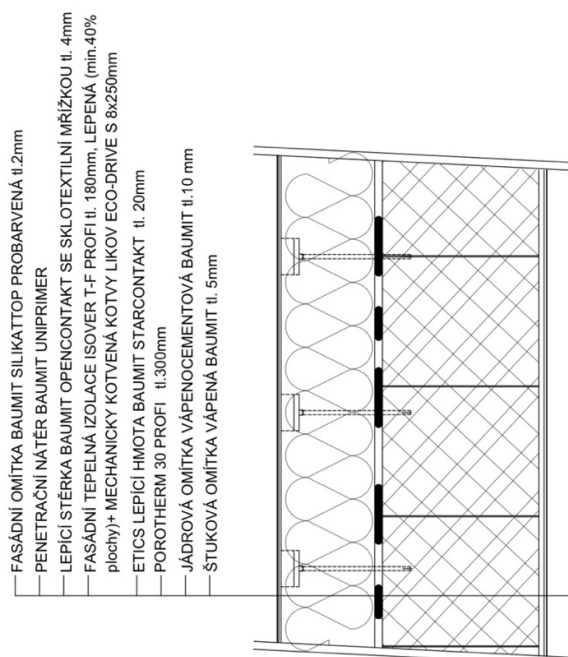 FASÁDNÍ OMÍTKA BAUMIT SILIKATTOP PROBARVENÁ tl.2mm
PENETRAČNÍ NÁTĚR BAUMIT UNIPRIMER
LEPÍCÍ STĚRKA BAUMIT OPENCONTAKT SE SKLOTEXTILNÍ MŘÍŽKOU tl. 4mm
FASÁDNÍ TEPELNÁ IZOLACE ISOVER T-F PROFI tl. 180mm, LEPENÁ (min.40%
plochy)+ MECHANICKY KOTVENÁ KOTVY LIKOV ECO-DRIVE S 8x250mm
ETICS LEPÍCÍ HMOTA BAUMIT STARCONTAKT tl. 20mm
POROTHERM 30 PROFI tl.300mm
JÁDROVÁ OMÍTKA VÁPENOCEMENTOVÁ BAUMIT tl.10 mm
ŠTUKOVÁ OMÍTKA VÁPENÁ BAUMIT tl. 5mm